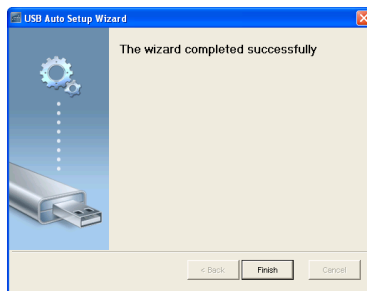 USB Auto Setup Wizard
The wizard completed successfully
< Back
Finish
Cancel